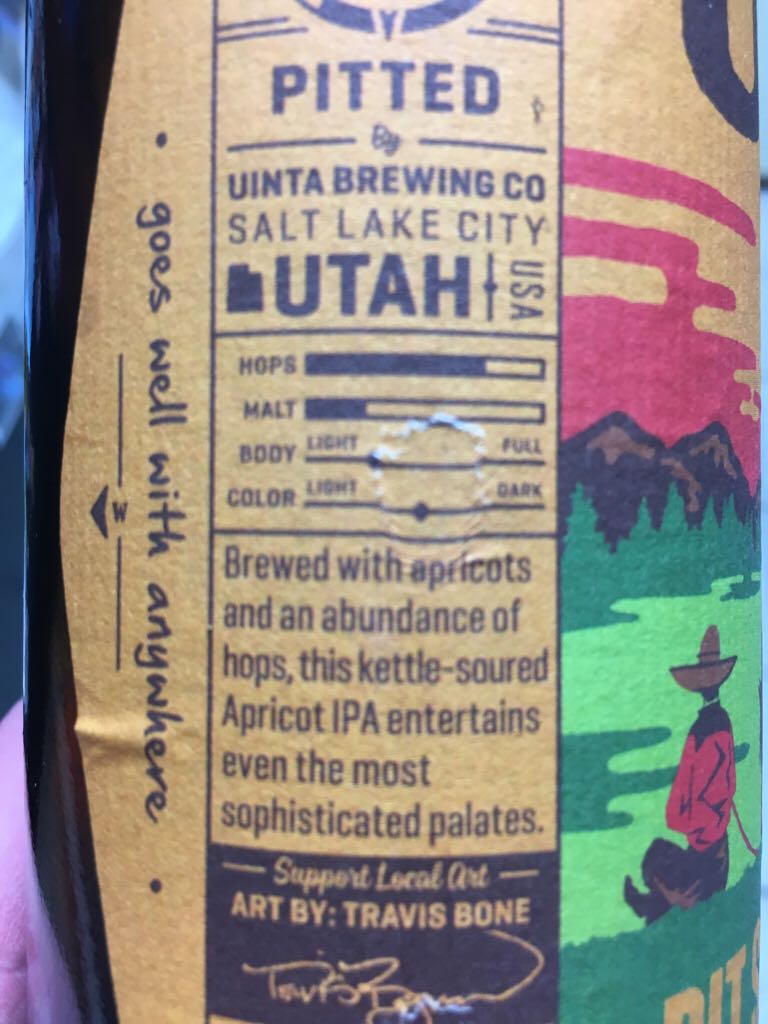 PITTED
By
UINTA BREWING CO
SALT LAKE CITY
UTAH USA
HOPS
MALT
BODY LIGHT FULL
COLOR LIGHT DARK
Brewed with apricots
and an abundance of
hops, this kettle-soured
Apricot IPA entertains
even the most
sophisticated palates.
Support Local Art
ART BY: TRAVIS BONE
• goes well with anywhere •
W